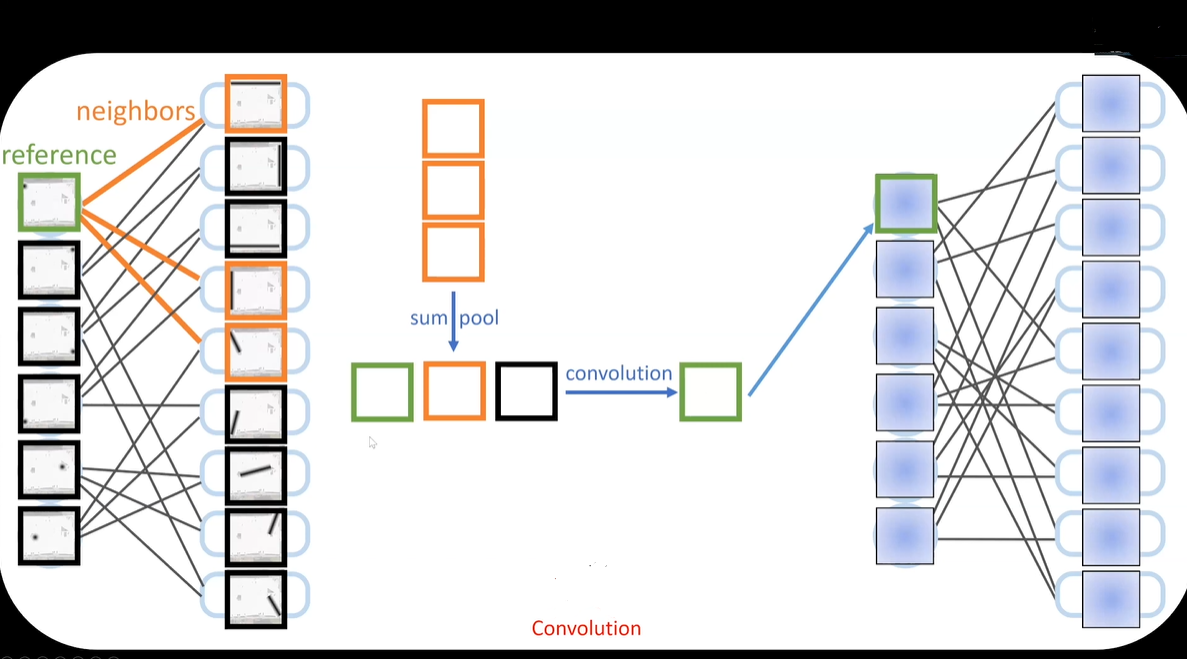 neighbors
reference
sum pool
convolution
Convolution